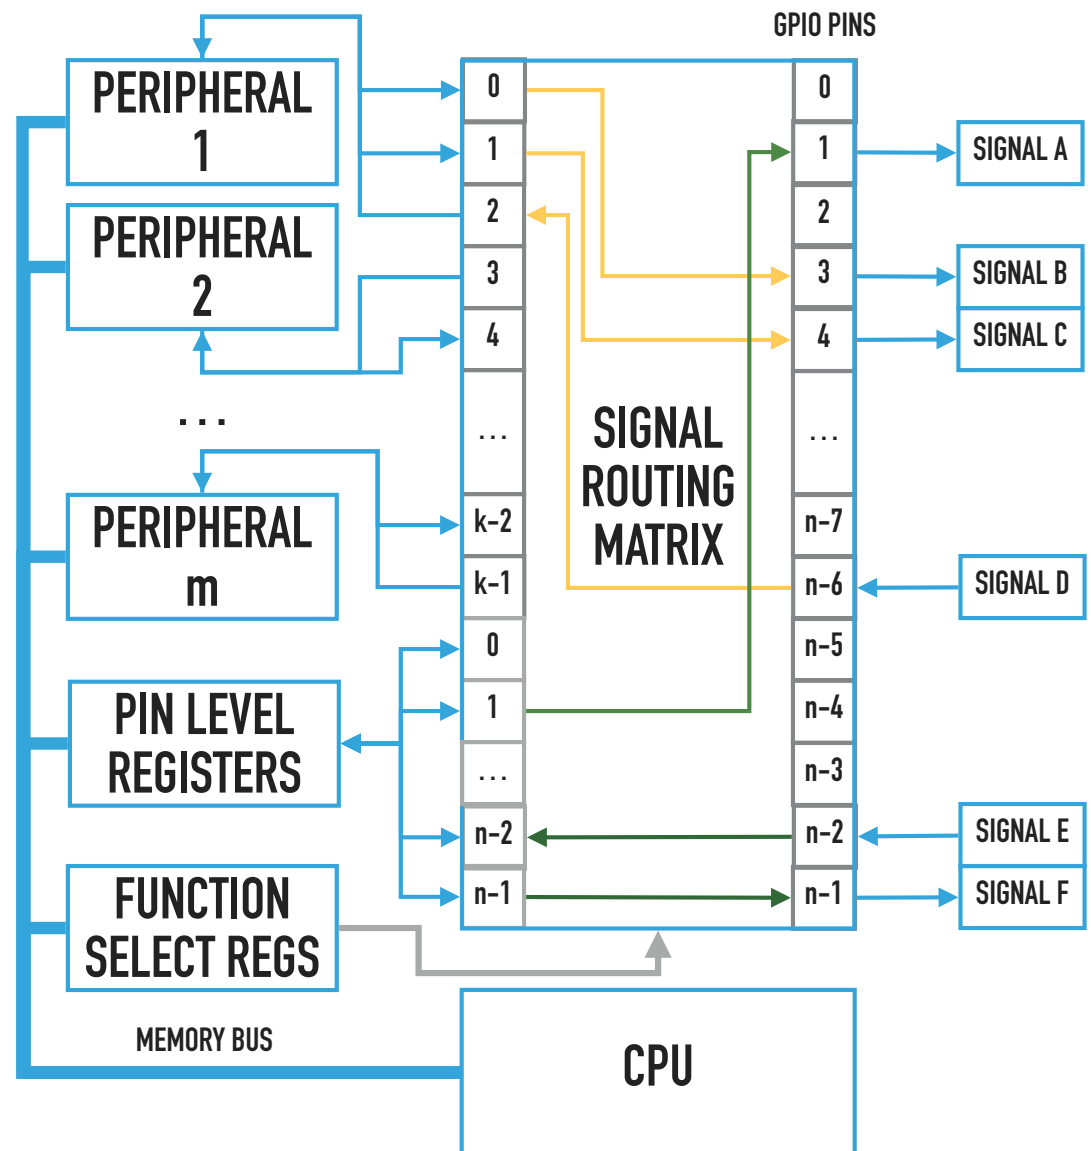 GPIO PINS
PERIPHERAL
1
PERIPHERAL
2
...
PERIPHERAL
m
PIN LEVEL
REGISTERS
FUNCTION
SELECT REGS
MEMORY BUS
0
1
2
3
4
...
k-2
k-1
0
1
...
n-2
n-1
SIGNAL
ROUTING
MATRIX
0
1
2
3
4
...
n-7
n-6
n-5
n-4
n-3
n-2
n-1
SIGNAL A
SIGNAL B
SIGNAL C
SIGNAL D
SIGNAL E
SIGNAL F
CPU